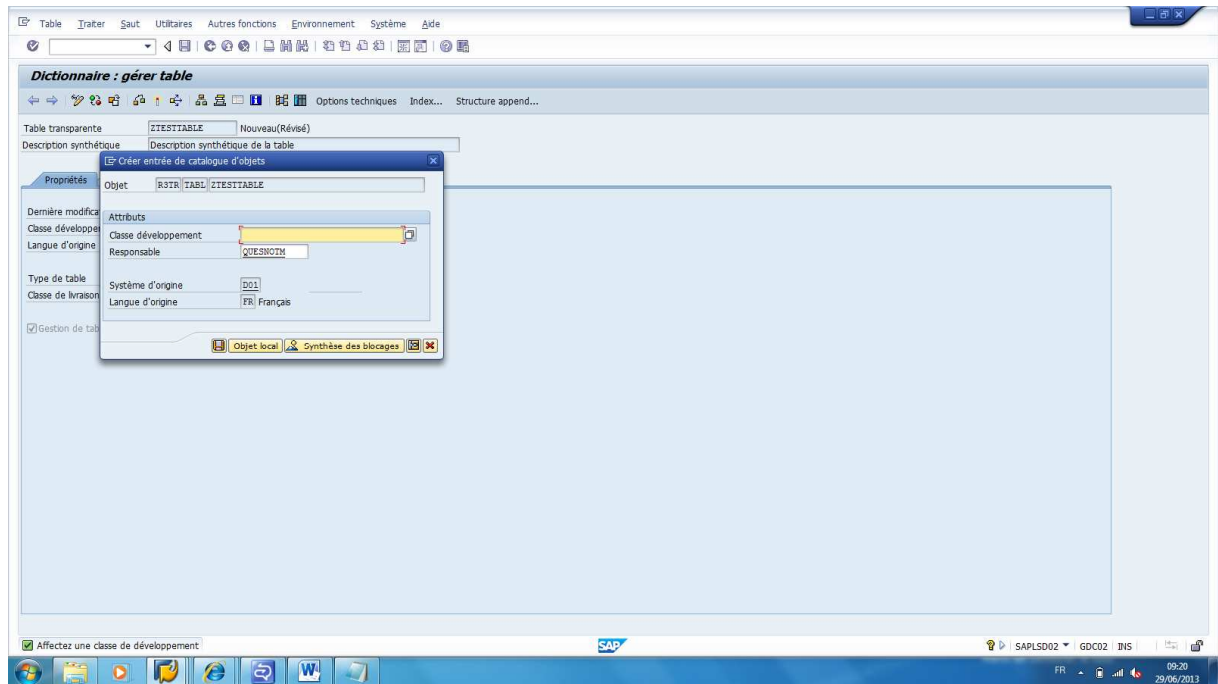 Table Traiter Saut Utilitaires Autres fonctions Environnement Système Aide
Dictionnaire : gérer table
Options techniques Index... Structure append...
Table transparente ZTESTTABLE Nouveau(Révisé)
Description synthétique Description synthétique de la table
Créer entrée de catalogue d'objets
Propriétés
Objet R3TR TABL ZTESTTABLE
Dernière modifica
Attributs
Classe développe
Classe développement
Langue d'origine
Responsable QUESNOTM
Type de table
Système d'origine D01
Classe de livraison
Langue d'origine FR Français
Gestion de tab
Objet local Synthèse des blocages
Affectez une classe de développement
SAP
SAPLSD02 GDC02 INS
FR 09:20
29/06/2013